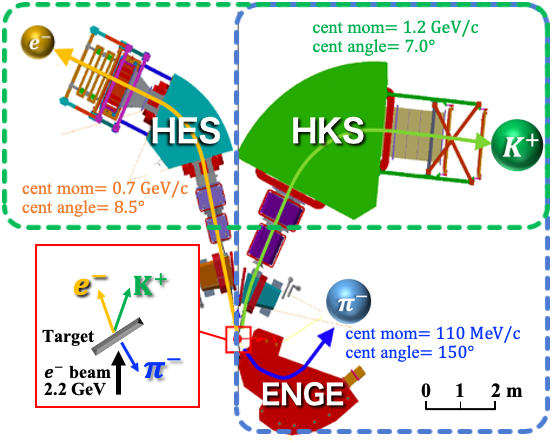 e⁻
cent mom= 1.2 GeV/c
cent angle= 7.0°
HES
HKS
K⁺
cent mom= 0.7 GeV/c
cent angle= 8.5°
e⁻
K⁺
Target
π⁻
e⁻ beam
2.2 GeV
π⁻
cent mom= 110 MeV/c
cent angle= 150°
ENGE
0 1 2 m